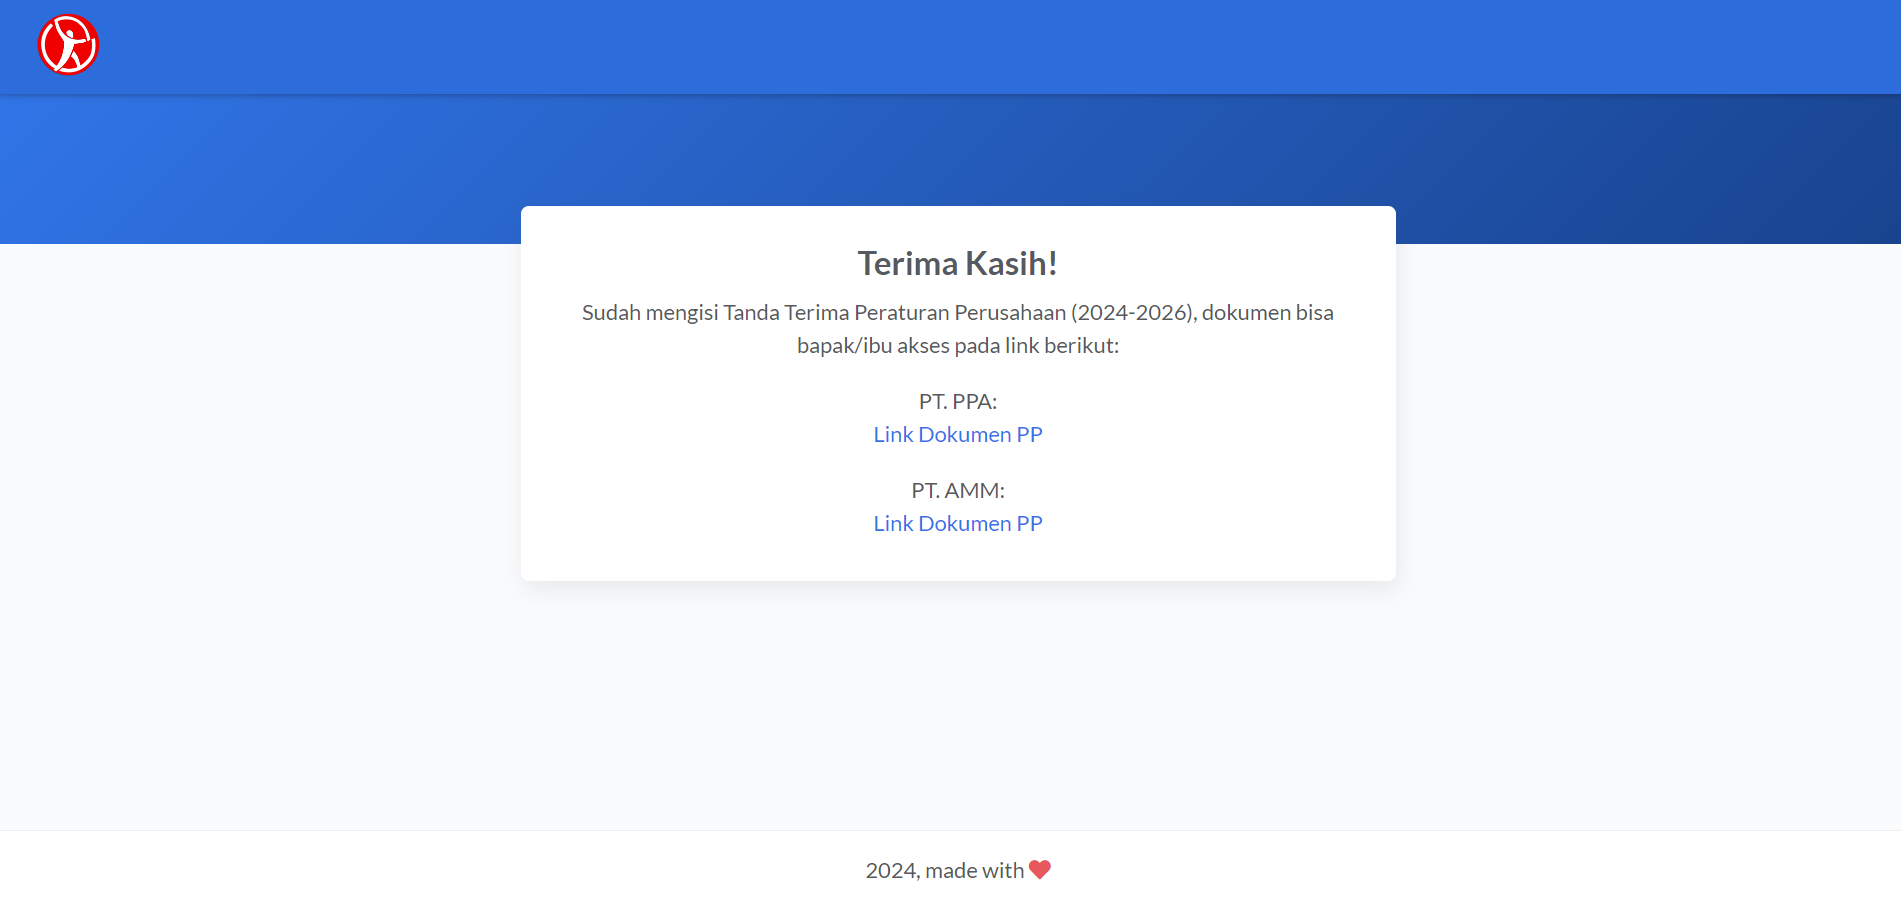 Terima Kasih!
Sudah mengisi Tanda Terima Peraturan Perusahaan (2024-2026), dokumen bisa
bapak/ibu akses pada link berikut:
PT. PPA:
Link Dokumen PP
PT. AMM:
Link Dokumen PP
2024, made with